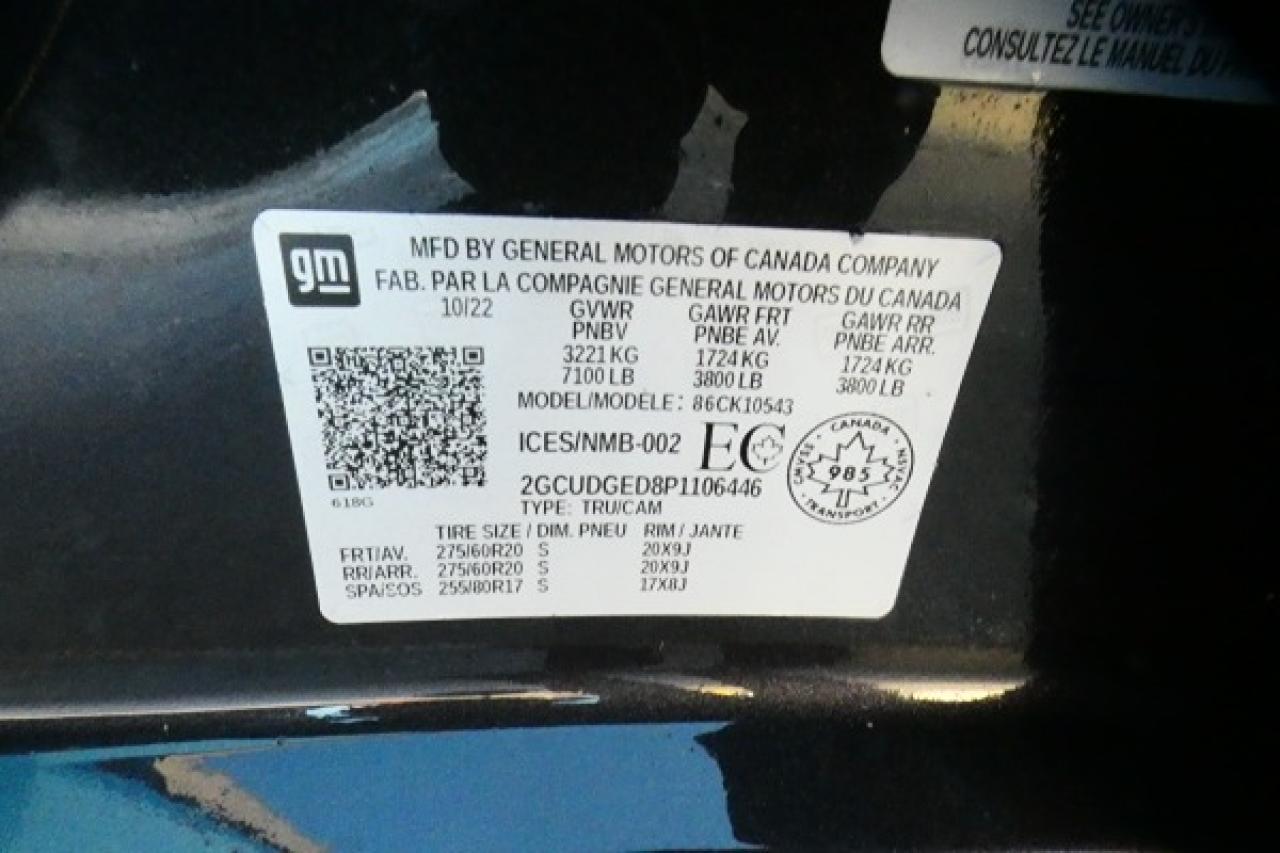 SEE OWNER'S
CONSULTEZ LE MANUEL DU
gm
MFD BY GENERAL MOTORS OF CANADA COMPANY
FAB. PAR LA COMPAGNIE GENERAL MOTORS DU CANADA
10/22 GVWR GAWR FRT GAWR RR
PNBV PNBE AV. PNBE ARR.
3221 KG 1724 KG 1724 KG
7100 LB 3800 LB 3800 LB
MODEL/MODÈLE: 86CK10543
ICES/NMB-002 EC
CANADA
CMVSS 985 NSVAC
TRANSPORT
2GCUDGED8P1106446
618G
TYPE: TRU/CAM
TIRE SIZE / DIM. PNEU RIM / JANTE
FRT/AV. 275/60R20 S 20X9J
RR/ARR. 275/60R20 S 20X9J
SPA/SOS 255/80R17 S 17X8J